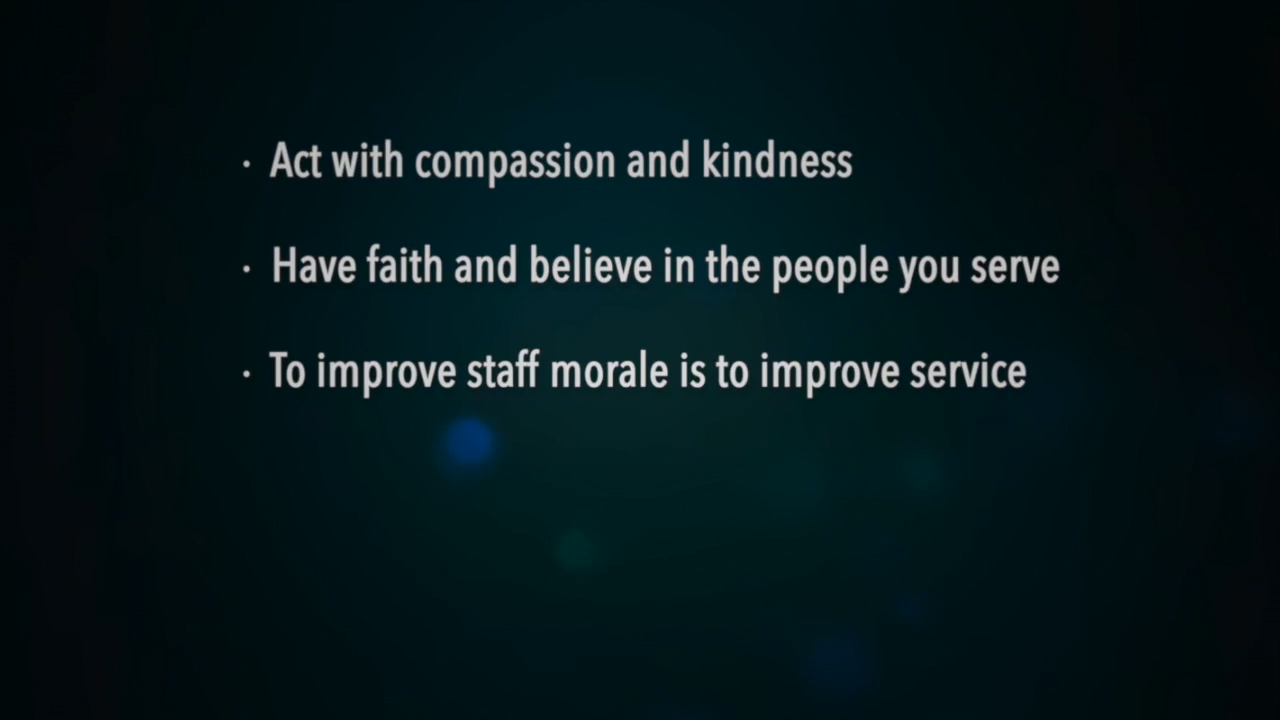 · Act with compassion and kindness
· Have faith and believe in the people you serve
· To improve staff morale is to improve service